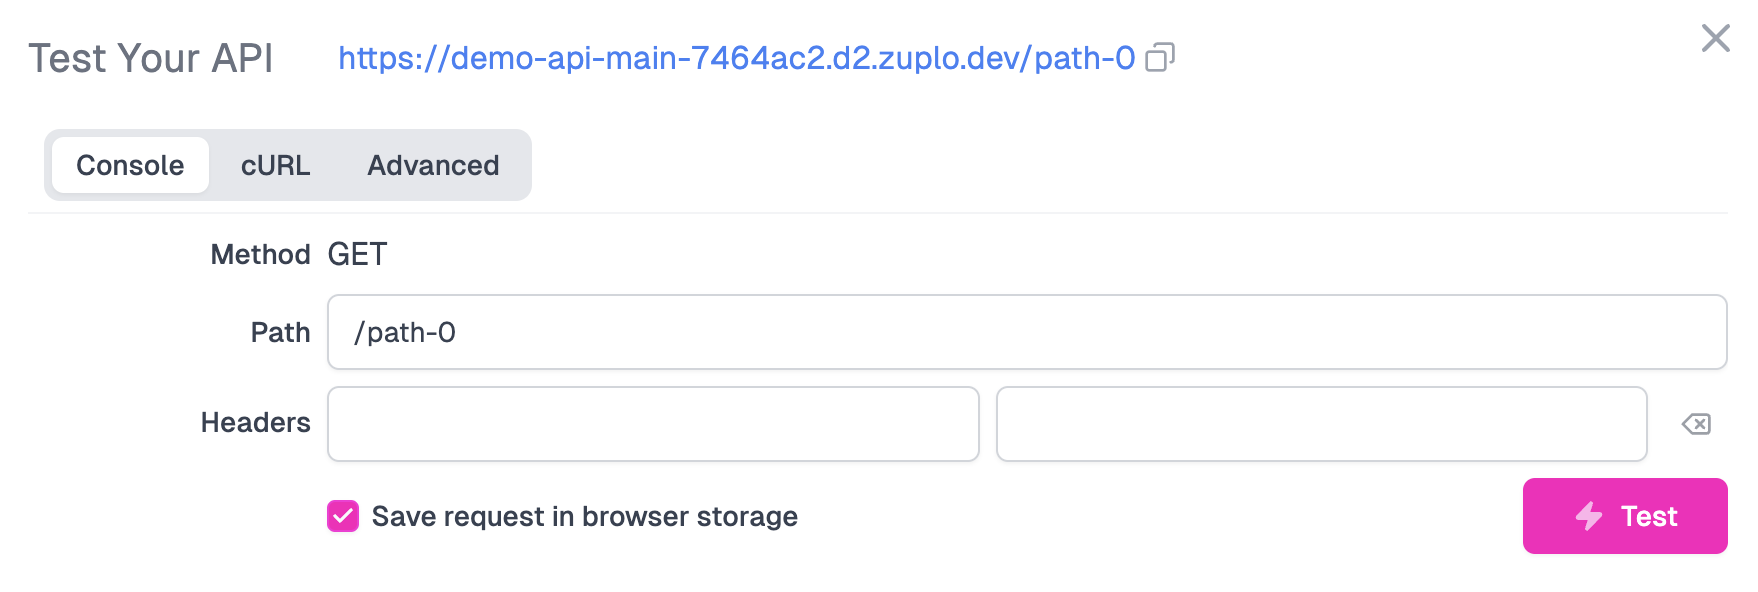 Test Your API https://demo-api-main-7464ac2.d2.zuplo.dev/path-0
Console cURL Advanced
Method GET
Path /path-0
Headers
Save request in browser storage Test